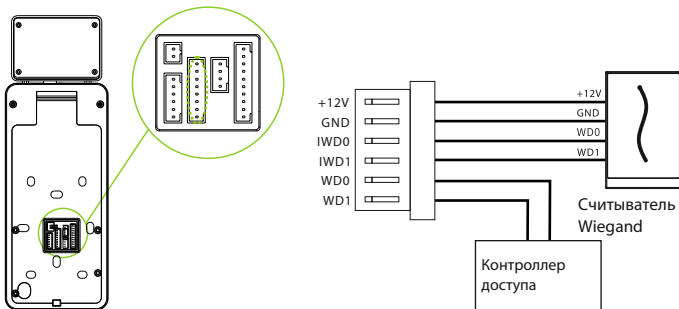 +12V
GND
IWD0
IWD1
WD0
WD1
+12V
GND
WD0
WD1
Считыватель
Wiegand
Контроллер
доступа